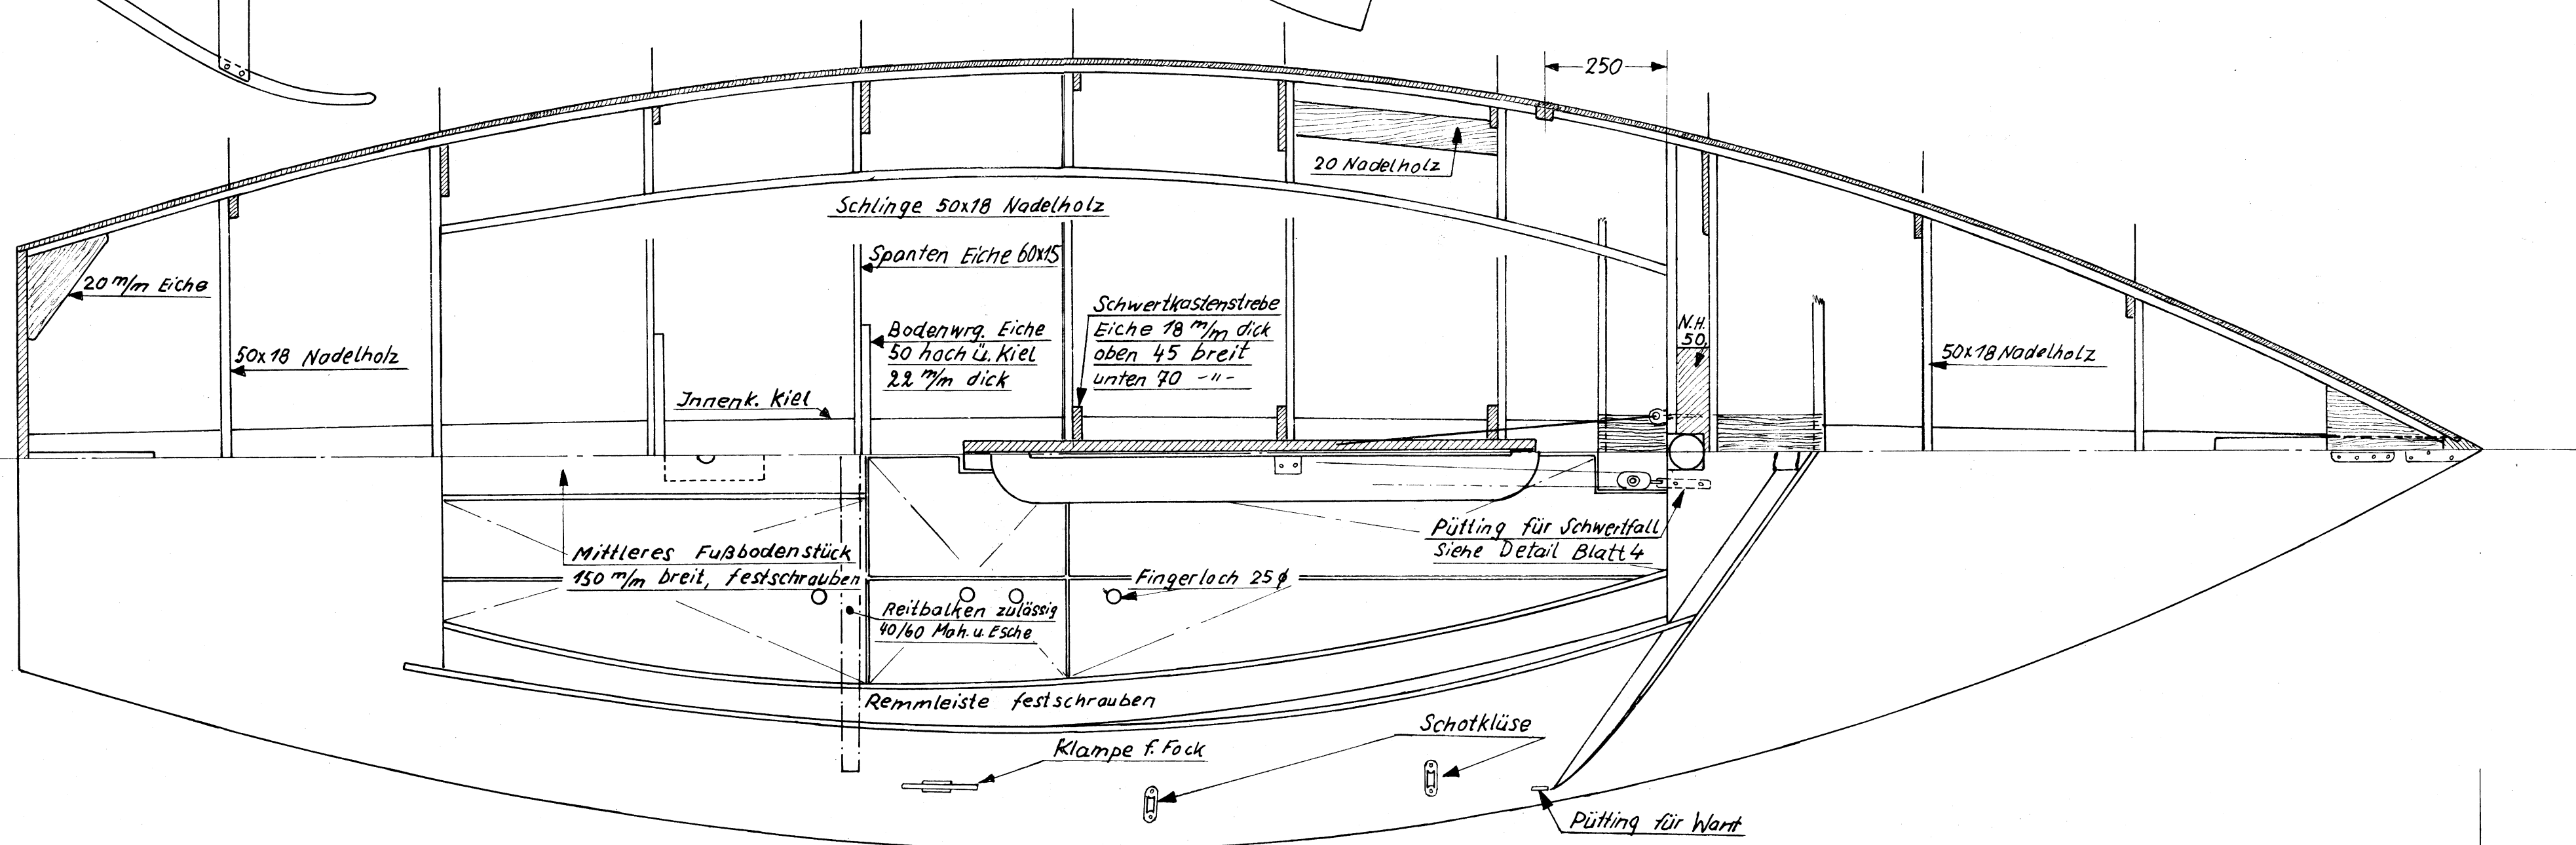 250
20 Nadelholz
Schlinge 50x18 Nadelholz
Spanten Eiche 60x15
20 m/m Eiche
Schwertkastenstrebe
Eiche 18 m/m dick
oben 45 breit
unten 70 -"-
Bodenwrg. Eiche
50 hoch ü. Kiel
22 m/m dick
N.H.
50
50x18 Nadelholz
50x18 Nadelholz
Innenk. Kiel
Pütting für Schwertfall
Siehe Detail Blatt 4
Mittleres Fußbodenstück
150 m/m breit, festschrauben
Fingerloch 25 ϕ
Reitbalken zulässig
40/60 Mah. u. Esche
Remmleiste festschrauben
Schotklüse
Klampe f. Fock
Pütting für Want